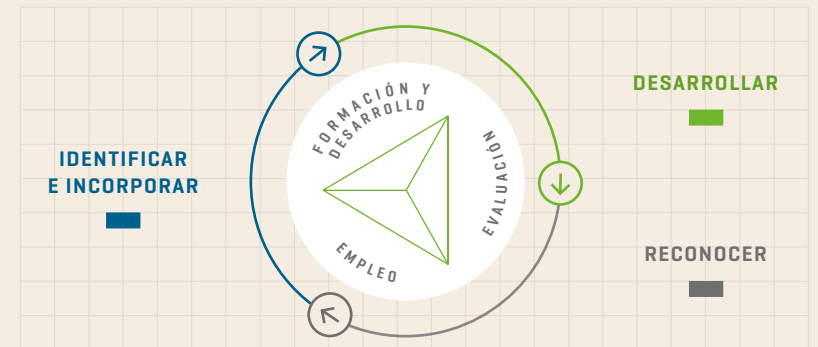 FORMACIÓN Y
DESARROLLO
EVALUACIÓN
EMPLEO
IDENTIFICAR
E INCORPORAR
DESARROLLAR
RECONOCER